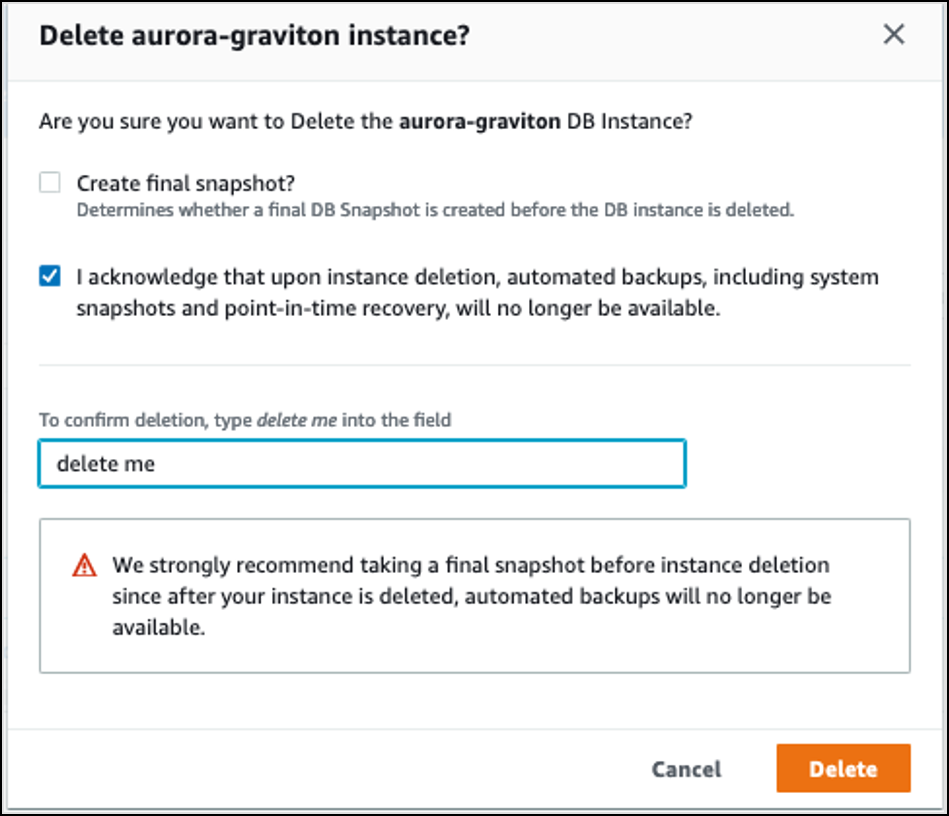 Delete aurora-graviton instance?
Are you sure you want to Delete the aurora-graviton DB Instance?
Create final snapshot?
Determines whether a final DB Snapshot is created before the DB instance is deleted.
I acknowledge that upon instance deletion, automated backups, including system
snapshots and point-in-time recovery, will no longer be available.
To confirm deletion, type delete me into the field
delete me
We strongly recommend taking a final snapshot before instance deletion
since after your instance is deleted, automated backups will no longer be
available.
Cancel
Delete